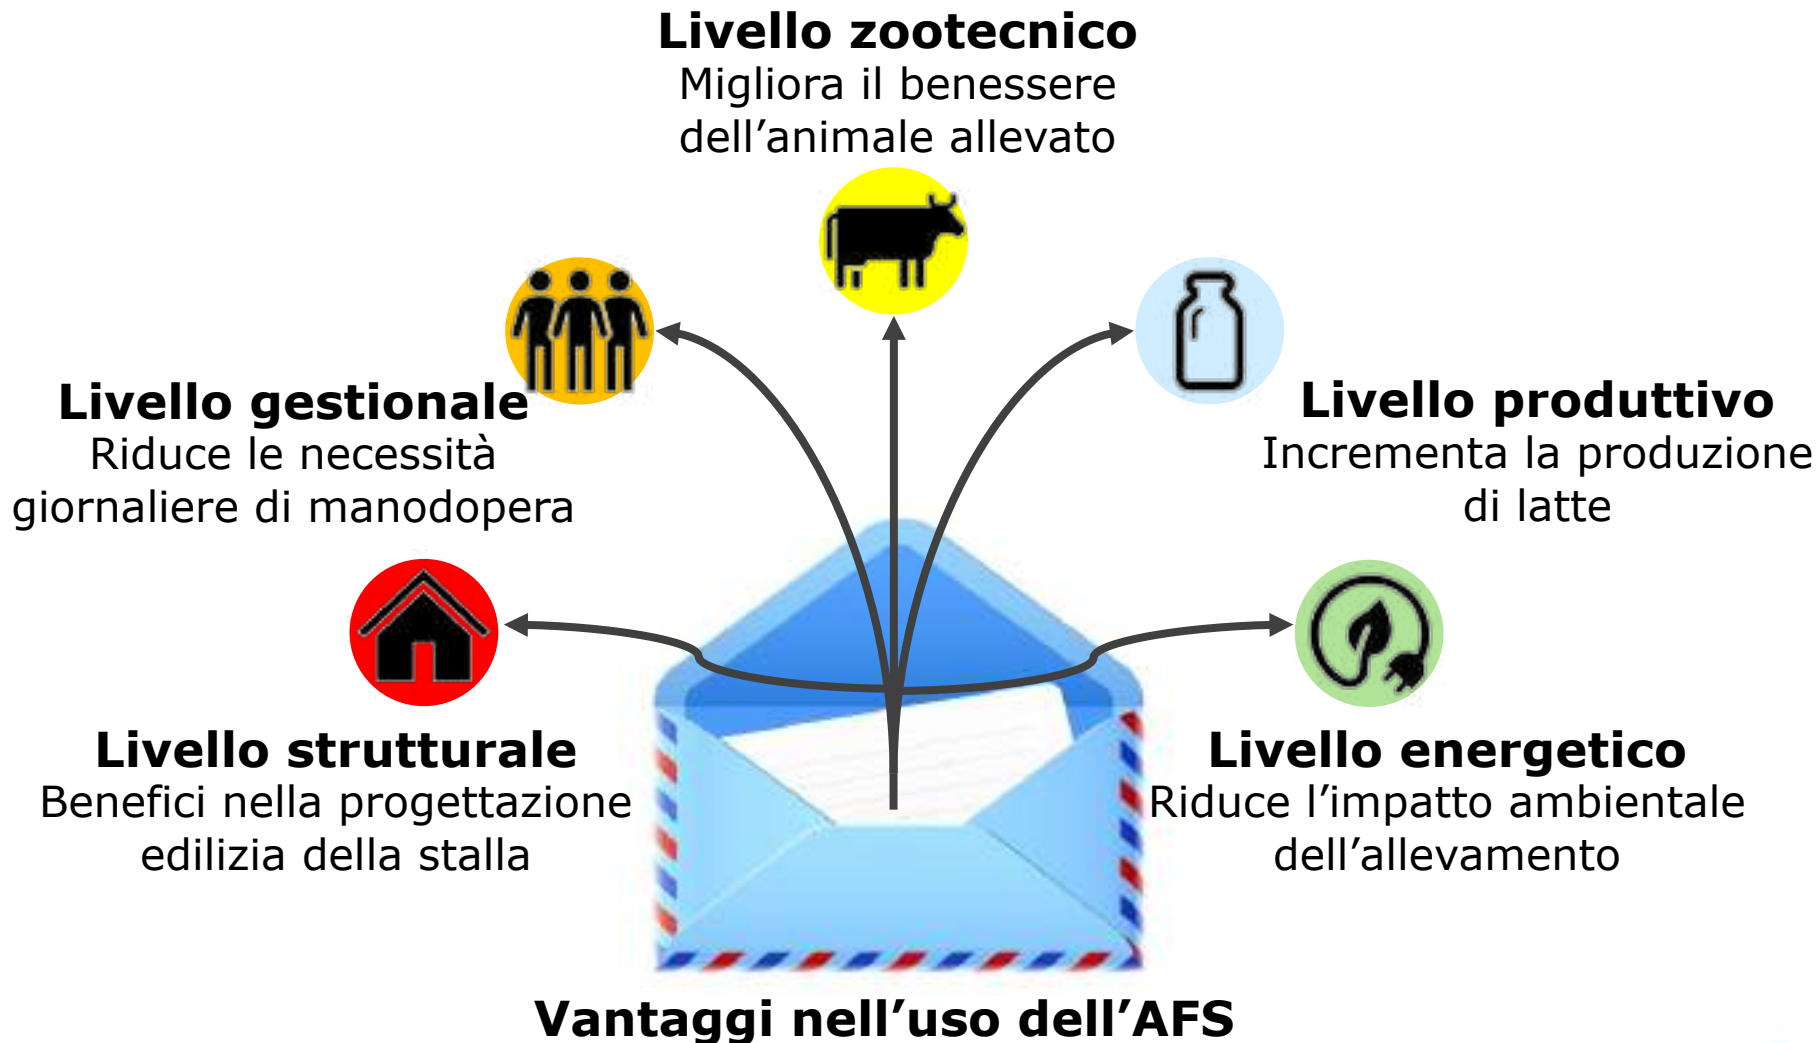 Livello zootecnico
Migliora il benessere
dell’animale allevato
Livello gestionale
Riduce le necessità
giornaliere di manodopera
Livello produttivo
Incrementa la produzione
di latte
Livello strutturale
Benefici nella progettazione
edilizia della stalla
Livello energetico
Riduce l’impatto ambientale
dell’allevamento
Vantaggi nell’uso dell’AFS